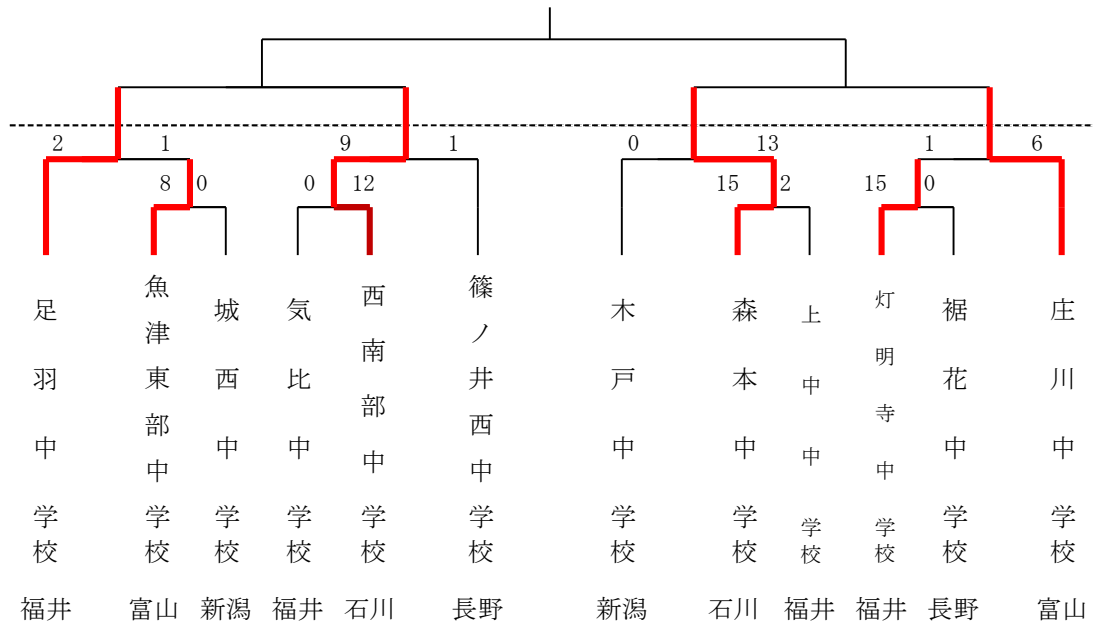 2 1 9 1 0 13 1 6
8 0 0 12 15 2 15 0
足羽中学校
魚津東部中学校
城西中学校
気比中学校
西南部中学校
篠ノ井西中学校
木戸中学校
森本中学校
上中中学校
灯明寺中学校
裾花中学校
庄川中学校
福井 富山 新潟 福井 石川 長野 新潟 石川 福井 福井 長野 富山